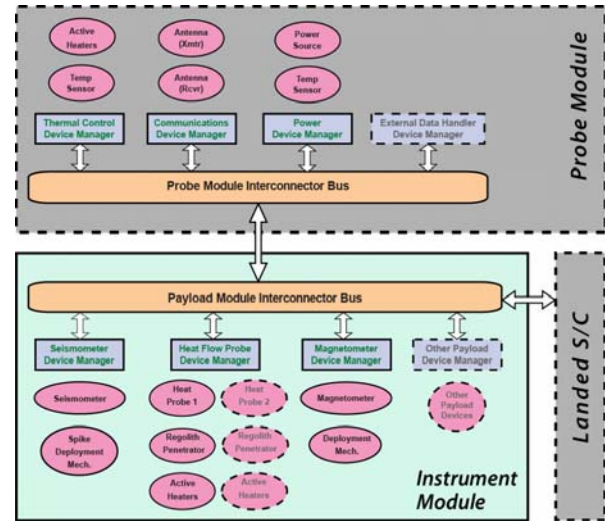 Active
Heaters
Antenna
(Xmtr)
Power
Source
Temp
Sensor
Antenna
(Rcvr)
Temp
Sensor
Thermal Control
Device Manager
Communications
Device Manager
Power
Device Manager
External Data Handler
Device Manager
Probe Module Interconnector Bus
Probe Module
Payload Module Interconnector Bus
Seismometer
Device Manager
Heat Flow Probe
Device Manager
Magnetometer
Device Manager
Other Payload
Device Manager
Seismometer
Heat
Probe 1
Heat
Probe 2
Magnetometer
Other
Payload
Devices
Spike
Deployment
Mech.
Regolith
Penetrator
Regolith
Penetrator
Deployment
Mech.
Active
Heaters
Active
Heaters
Instrument
Module
Landed S/C